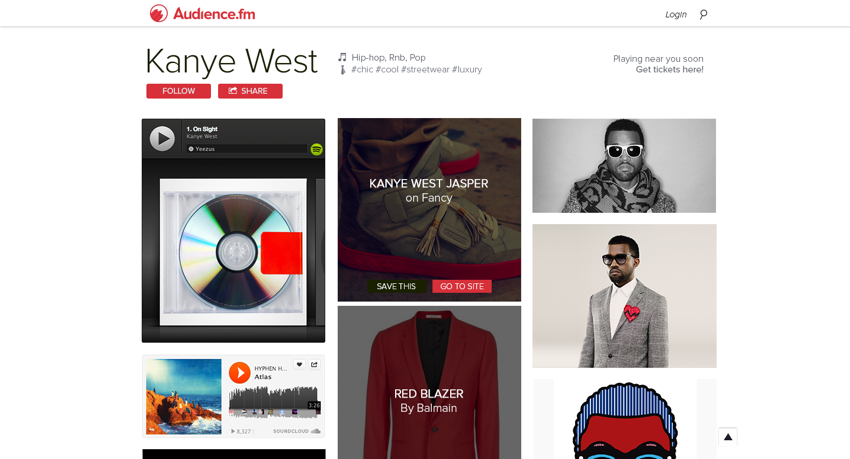 Audience.fm
Login
Kanye West
Hip-hop, Rnb, Pop
#chic #cool #streetwear #luxury
Playing near you soon
Get tickets here!
FOLLOW
SHARE
1. On Sight
Kanye West
Yeezus
KANYE WEST JASPER
on Fancy
SAVE THIS
GO TO SITE
HYPHEN H...
Atlas
3:26
8,327
SOUNDCLOUD
RED BLAZER
By Balmain